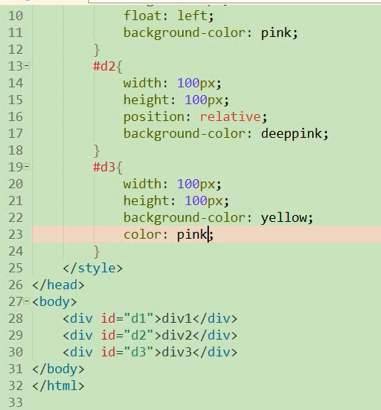 10 float: left;
11 background-color: pink;
12 }
13 #d2{
14 width: 100px;
15 height: 100px;
16 position: relative;
17 background-color: deeppink;
18 }
19 #d3{
20 width: 100px;
21 height: 100px;
22 background-color: yellow;
23 color: pink;
24 }
25 </style>
26 </head>
27 <body>
28 <div id="d1">div1</div>
29 <div id="d2">div2</div>
30 <div id="d3">div3</div>
31 </body>
32 </html>
33